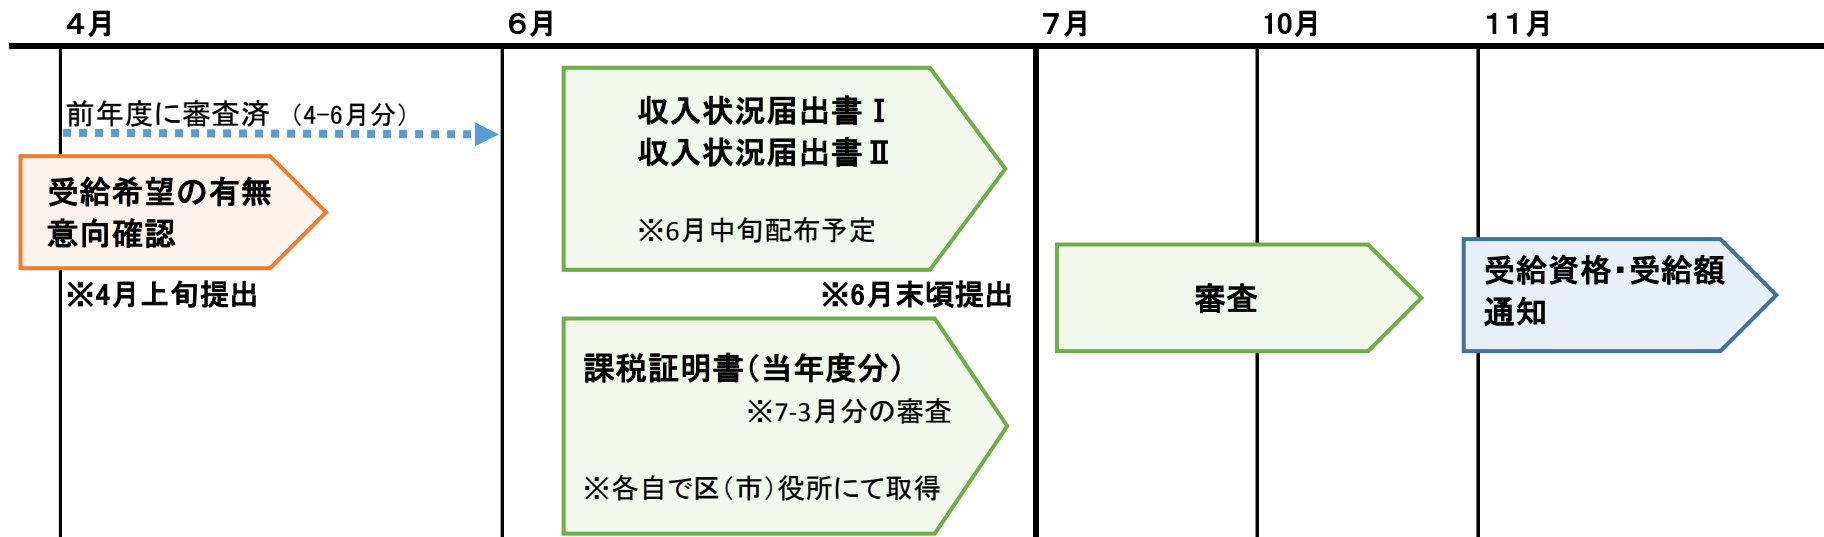 4月
6月
7月
10月
11月
前年度に審査済 (4-6月分)
受給希望の有無
意向確認
※4月上旬提出
収入状況届出書Ⅰ
収入状況届出書Ⅱ
※6月中旬配布予定
※6月末頃提出
課税証明書(当年度分)
※7-3月分の審査
※各自で区(市)役所にて取得
審査
受給資格・受給額
通知